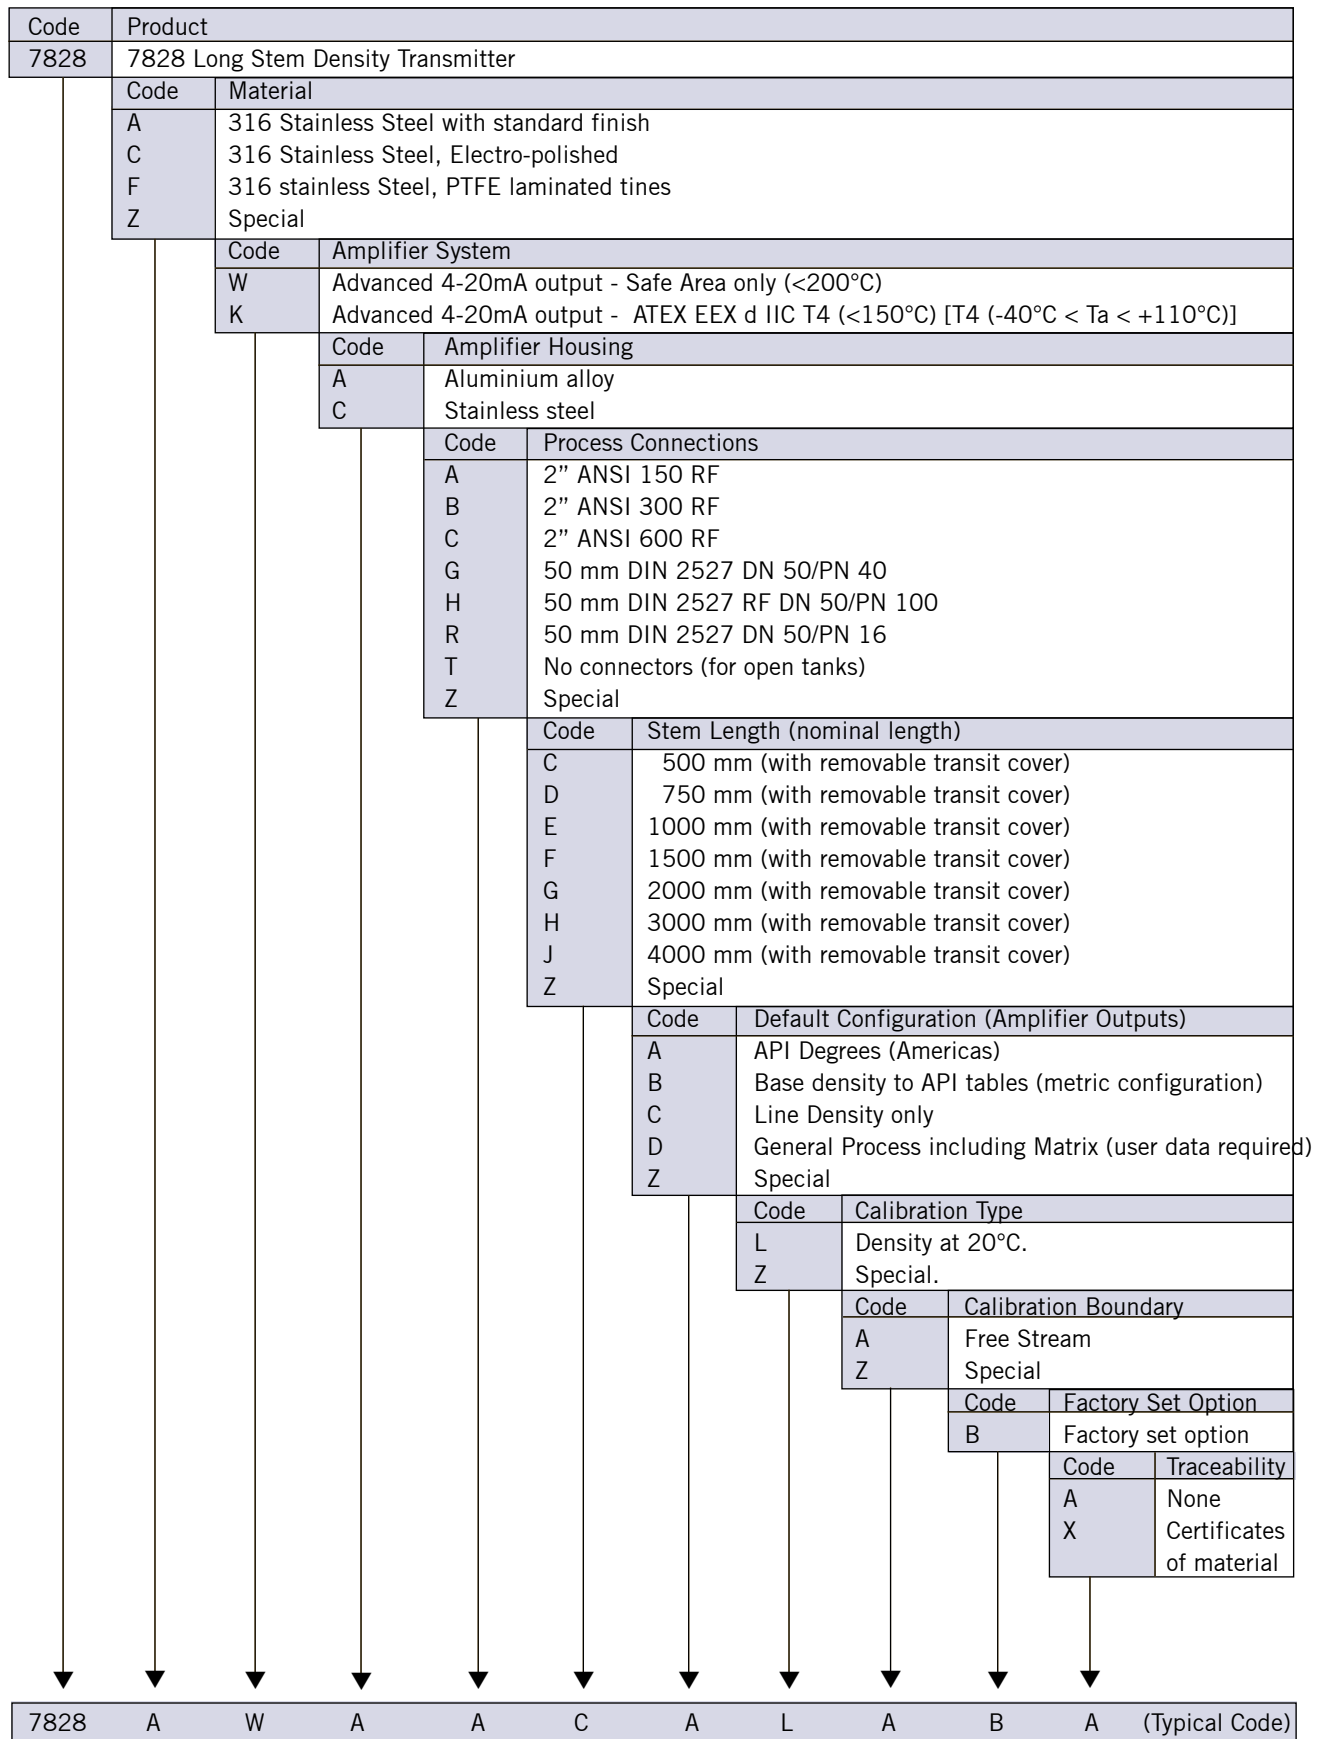 Code Product
7828 7828 Long Stem Density Transmitter
Code Material
A 316 Stainless Steel with standard finish
C 316 Stainless Steel, Electro-polished
F 316 stainless Steel, PTFE laminated tines
Z Special
Code Amplifier System
W Advanced 4-20mA output - Safe Area only (<200°C)
K Advanced 4-20mA output - ATEX EEX d IIC T4 (<150°C) [T4 (-40°C < Ta < +110°C)]
Code Amplifier Housing
A Aluminium alloy
C Stainless steel
Code Process Connections
A 2” ANSI 150 RF
B 2” ANSI 300 RF
C 2” ANSI 600 RF
G 50 mm DIN 2527 DN 50/PN 40
H 50 mm DIN 2527 RF DN 50/PN 100
R 50 mm DIN 2527 DN 50/PN 16
T No connectors (for open tanks)
Z Special
Code Stem Length (nominal length)
C 500 mm (with removable transit cover)
D 750 mm (with removable transit cover)
E 1000 mm (with removable transit cover)
F 1500 mm (with removable transit cover)
G 2000 mm (with removable transit cover)
H 3000 mm (with removable transit cover)
J 4000 mm (with removable transit cover)
Z Special
Code Default Configuration (Amplifier Outputs)
A API Degrees (Americas)
B Base density to API tables (metric configuration)
C Line Density only
D General Process including Matrix (user data required)
Z Special
Code Calibration Type
L Density at 20°C.
Z Special.
Code Calibration Boundary
A Free Stream
Z Special
Code Factory Set Option
B Factory set option
Code Traceability
A None
X Certificates
of material
7828 A W A A C A L A B A (Typical Code)